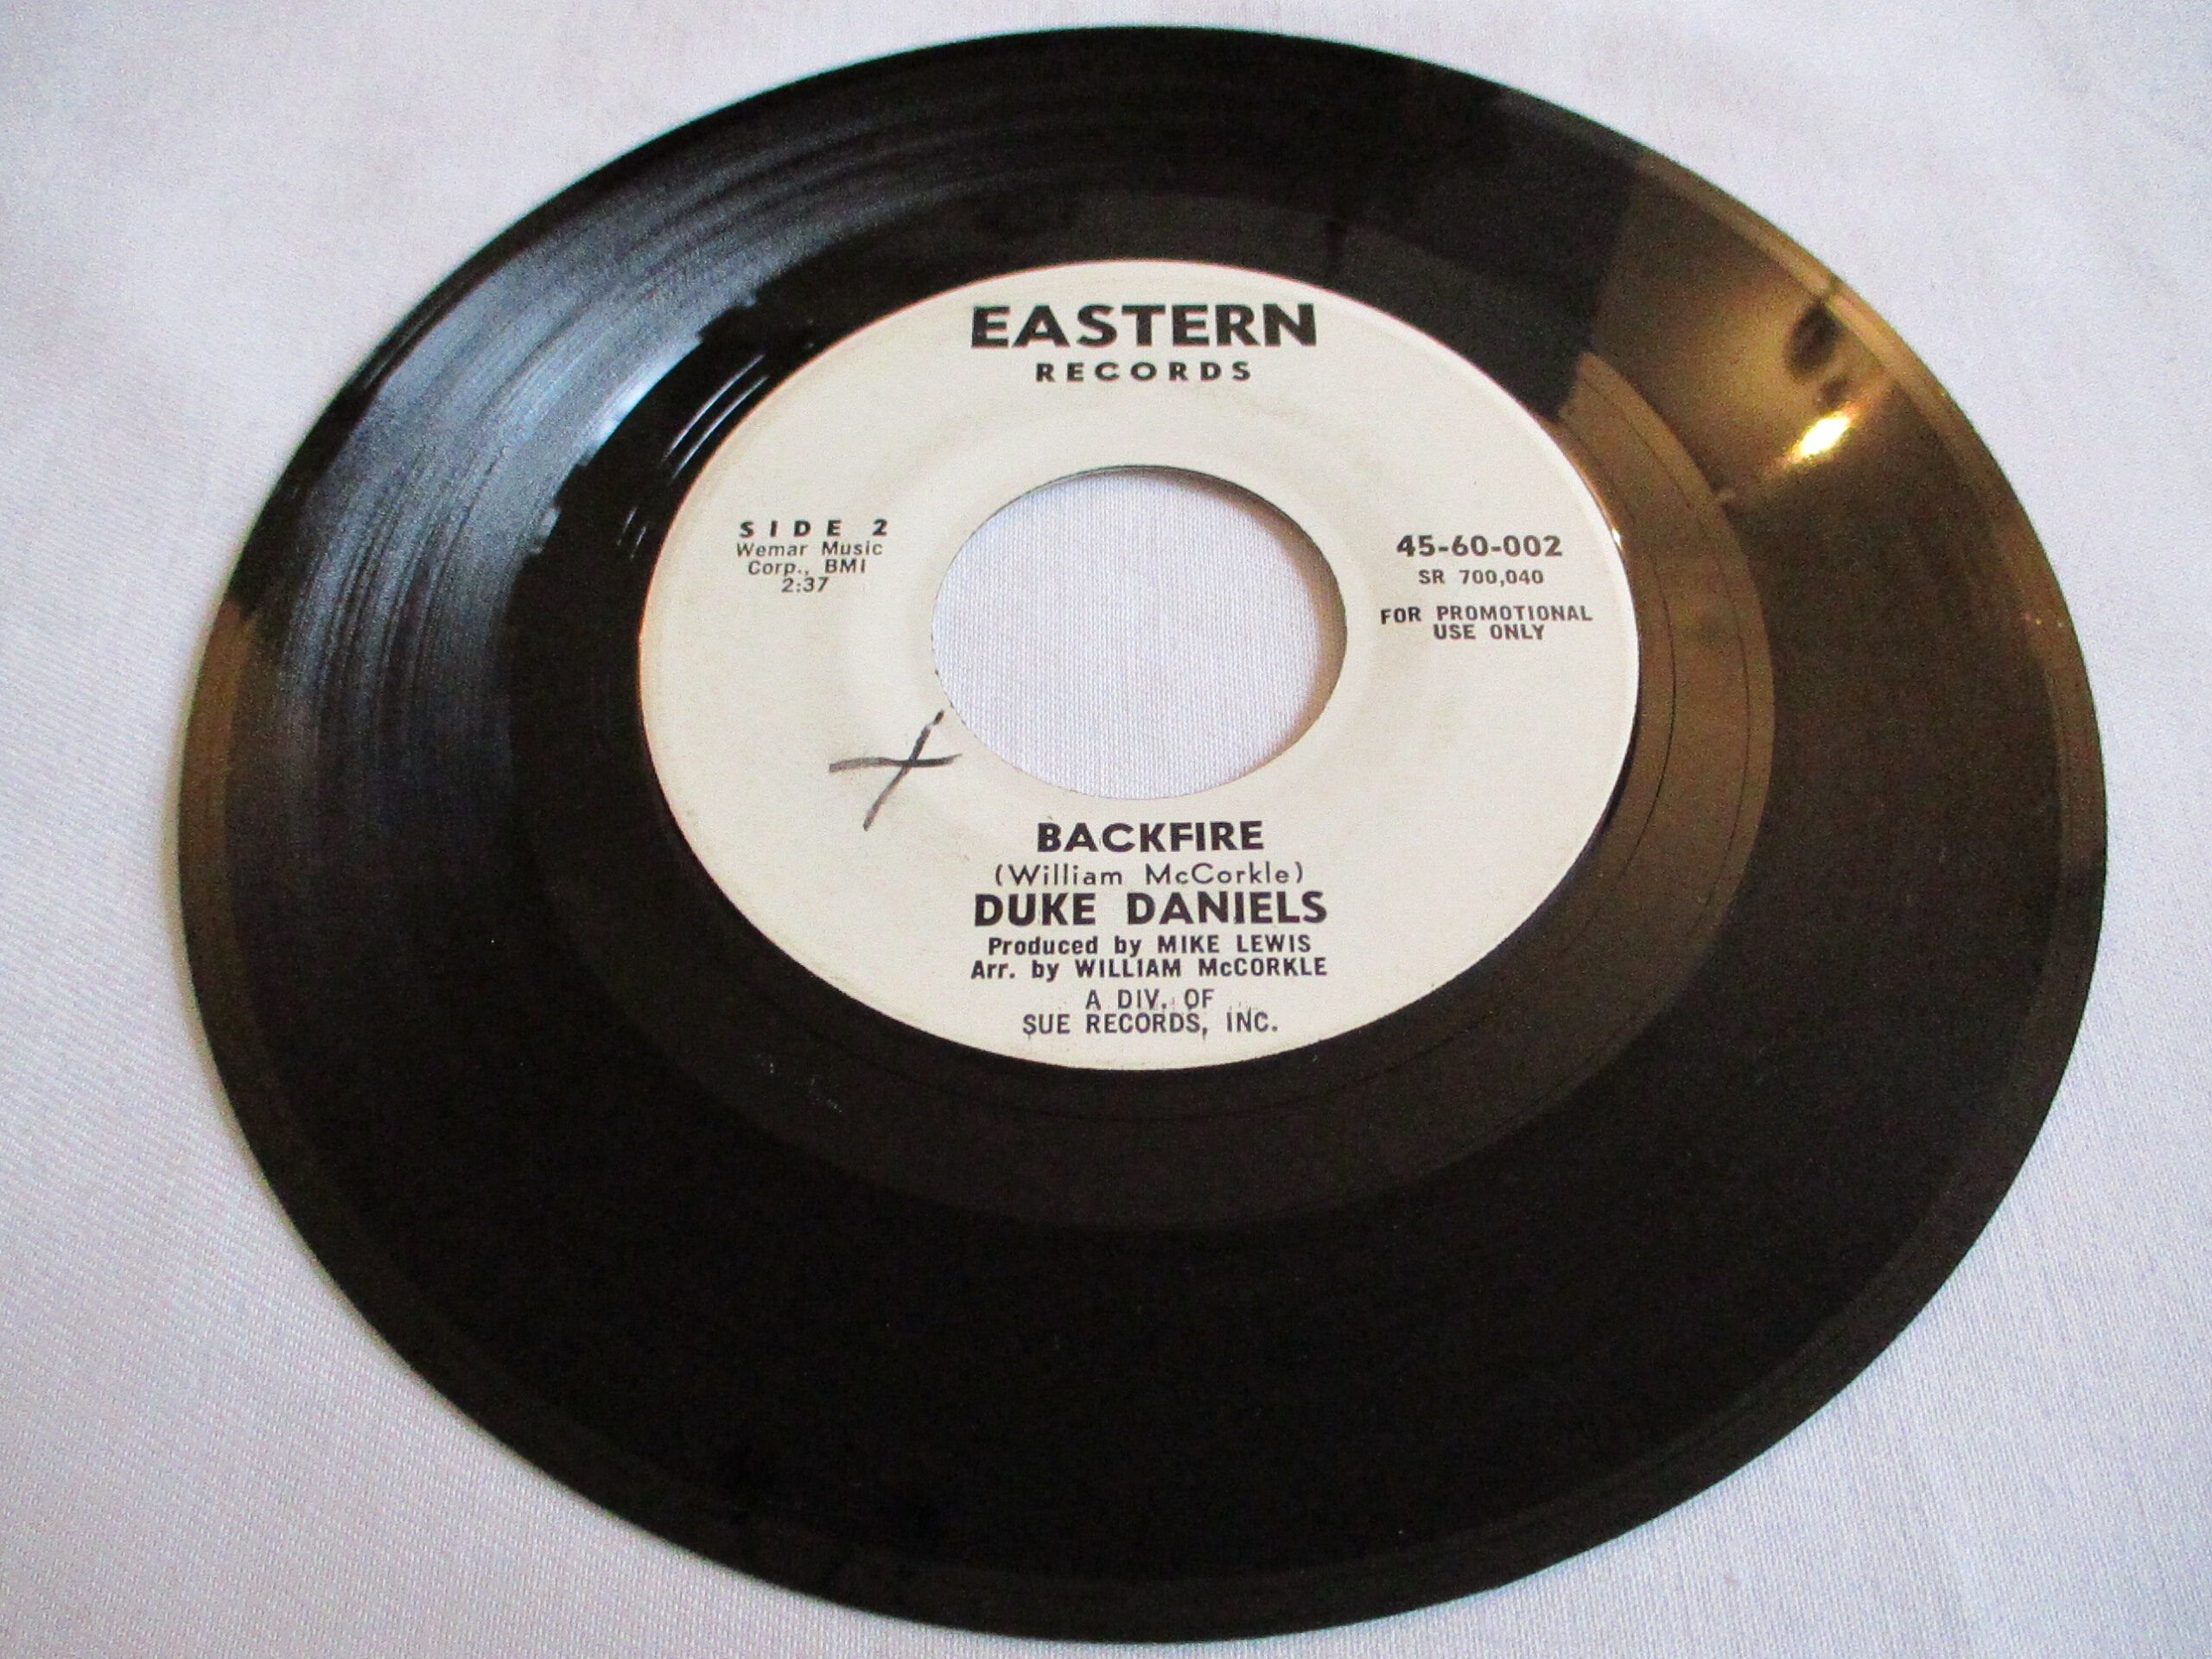 EASTERN
RECORDS
SIDE 2
Wemar Music
Corp., BMI
2:37
45-60-002
SR 700,040
FOR PROMOTIONAL
USE ONLY
BACKFIRE
(William McCorkle)
DUKE DANIELS
Produced by MIKE LEWIS
Arr. by WILLIAM McCORKLE
A DIV. OF
SUE RECORDS, INC.